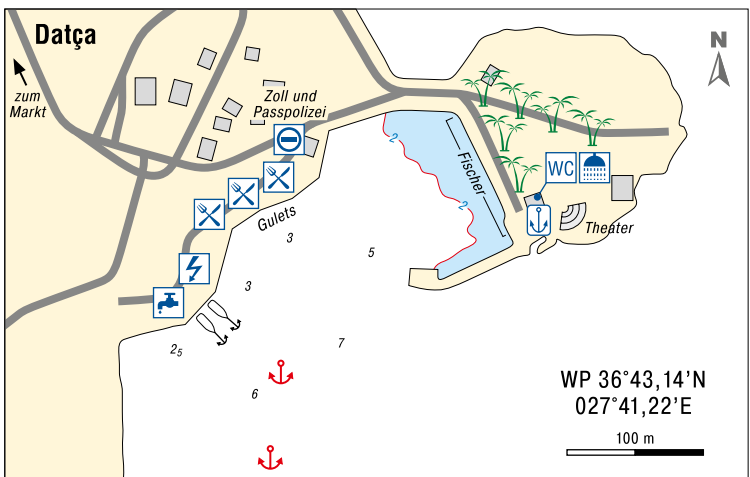 Datça
N
zum
Markt
Zoll und
Passpolizei
2
Fischer
WC
2
Gulets
Theater
3
5
3
2₅
7
6
WP 36°43,14'N
027°41,22'E
100 m